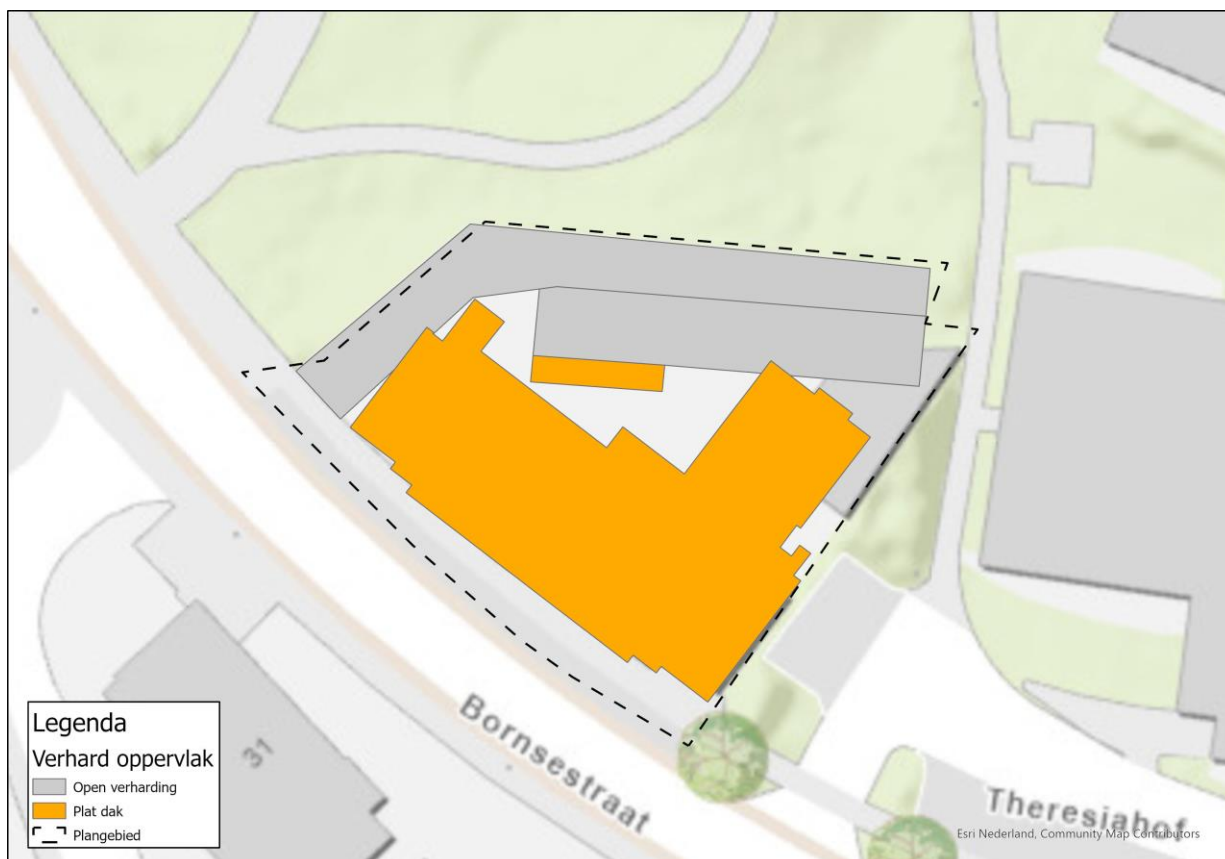 31
Bornsestraat
Theresiahof
Legenda
Verhard oppervlak
Open verharding
Plat dak
Plangebied
Esri Nederland, Community Map Contributors